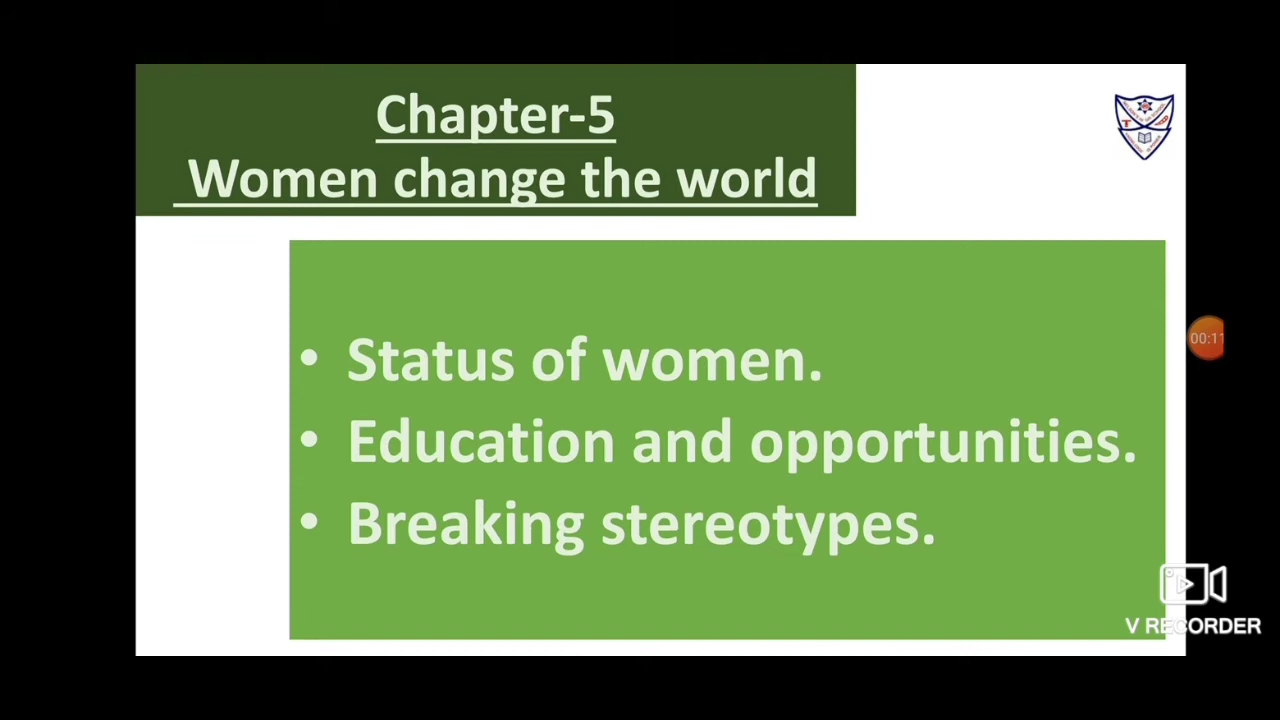 Chapter-5
Women change the world
• Status of women.
• Education and opportunities.
• Breaking stereotypes.
00:11
V RECORDER